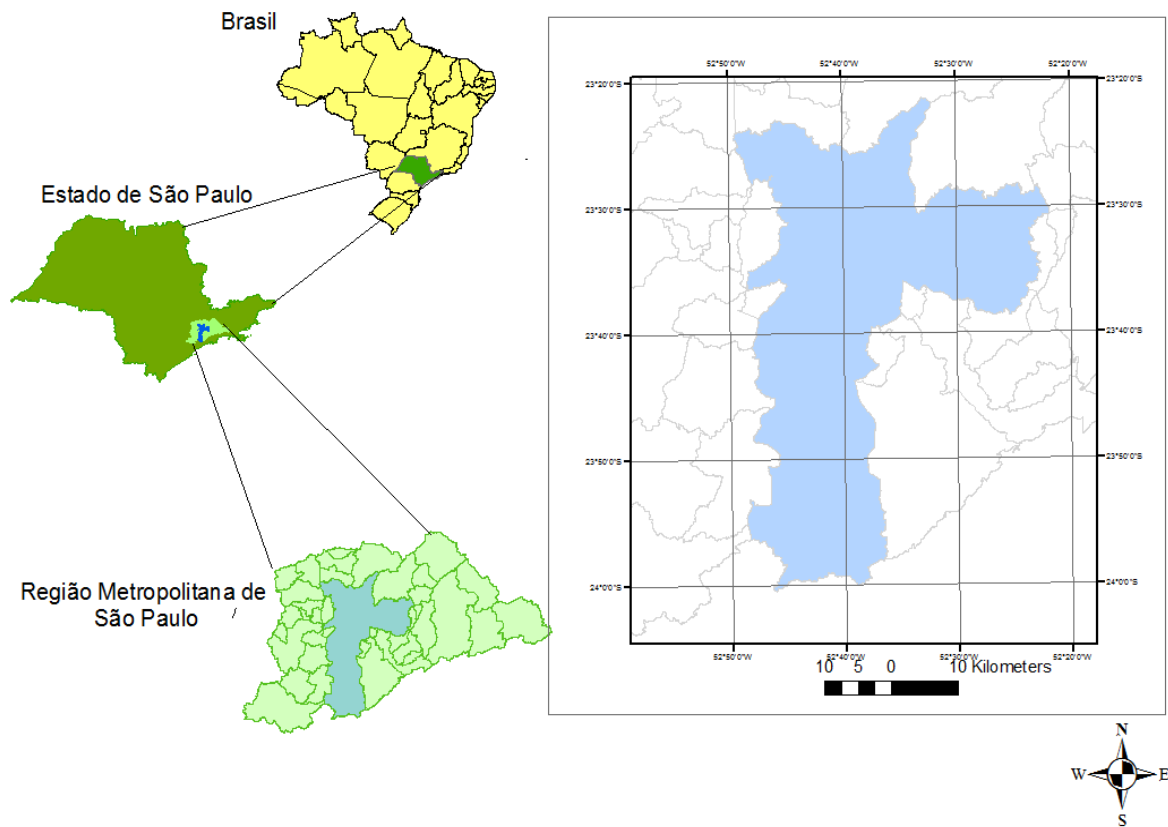 Brasil
Estado de São Paulo
Região Metropolitana de
São Paulo
52°50'0"W
52°40'0"W
52°30'0"W
52°20'0"W
23°20'0"S
23°20'0"S
23°30'0"S
23°30'0"S
23°40'0"S
23°40'0"S
23°50'0"S
23°50'0"S
24°0'0"S
24°0'0"S
52°50'0"W
52°40'0"W
52°30'0"W
52°20'0"W
10 5 0 10 Kilometers
N
W E
S